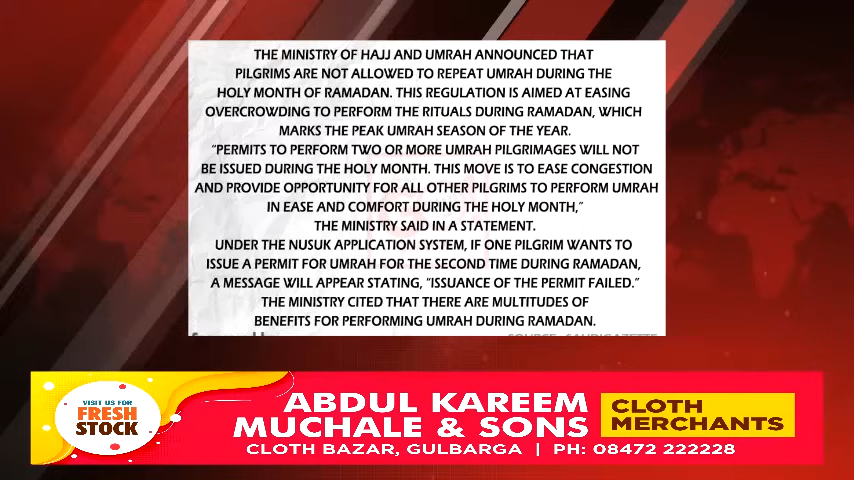 THE MINISTRY OF HAJJ AND UMRAH ANNOUNCED THAT
PILGRIMS ARE NOT ALLOWED TO REPEAT UMRAH DURING THE
HOLY MONTH OF RAMADAN. THIS REGULATION IS AIMED AT EASING
OVERCROWDING TO PERFORM THE RITUALS DURING RAMADAN, WHICH
MARKS THE PEAK UMRAH SEASON OF THE YEAR.
"PERMITS TO PERFORM TWO OR MORE UMRAH PILGRIMAGES WILL NOT
BE ISSUED DURING THE HOLY MONTH. THIS MOVE IS TO EASE CONGESTION
AND PROVIDE OPPORTUNITY FOR ALL OTHER PILGRIMS TO PERFORM UMRAH
IN EASE AND COMFORT DURING THE HOLY MONTH,"
THE MINISTRY SAID IN A STATEMENT.
UNDER THE NUSUK APPLICATION SYSTEM, IF ONE PILGRIM WANTS TO
ISSUE A PERMIT FOR UMRAH FOR THE SECOND TIME DURING RAMADAN,
A MESSAGE WILL APPEAR STATING, "ISSUANCE OF THE PERMIT FAILED."
THE MINISTRY CITED THAT THERE ARE MULTITUDES OF
BENEFITS FOR PERFORMING UMRAH DURING RAMADAN.
VISIT US FOR
FRESH
STOCK
ABDUL KAREEM
MUCHALE & SONS
CLOTH
MERCHANTS
CLOTH BAZAR, GULBARGA | PH: 08472 222228